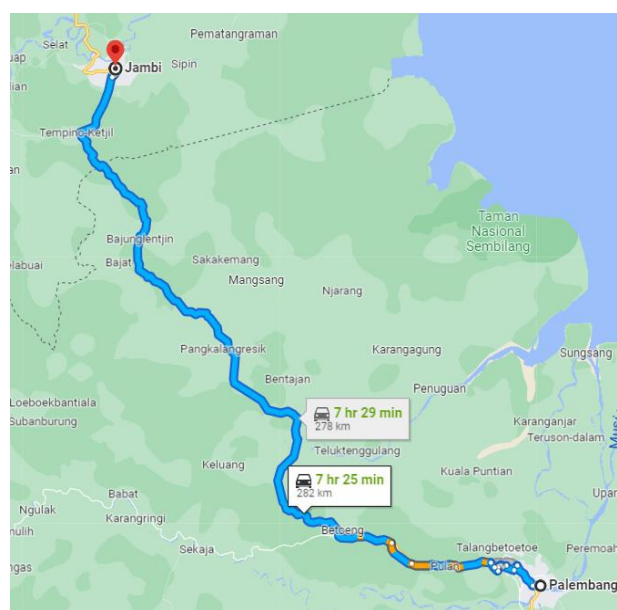 Selat
Pematangraman
uap
Jambi
Sipin
lian
Tempino-Ketjil
an
Taman
Nasional
Sembilang
Bajunglentjin
elabuai
Bajat
Sakakemang
Mangsang
Njarang
Pangkalangresik
Karangagung
Sungsang
Bentajan
Penuguan
Loeboekbantiala
Subanburung
7 hr 29 min
278 km
Karanganjar
Teruson-dalam
Teluktenggulang
Keluang
7 hr 25 min
282 km
Kuala Puntian
Upan
Babat
Ngulak
Karangringi
nulih
Betoeng
Sekaja
Talangbetoetoe
Peremoah
ngas
Pulau
Palembang